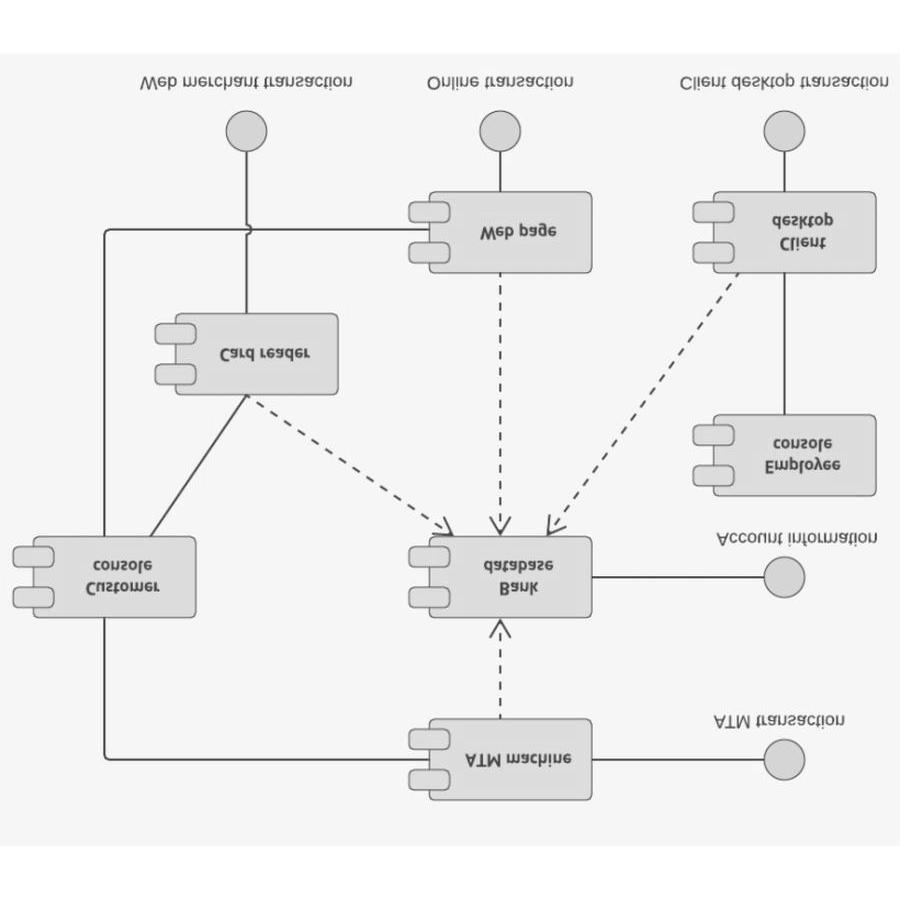 ATM transaction
ATM machine
Customer
console
Bank
database
Account information
Employee
console
Card reader
Web page
Client
desktop
Web merchant transaction
Online transaction
Client desktop transaction